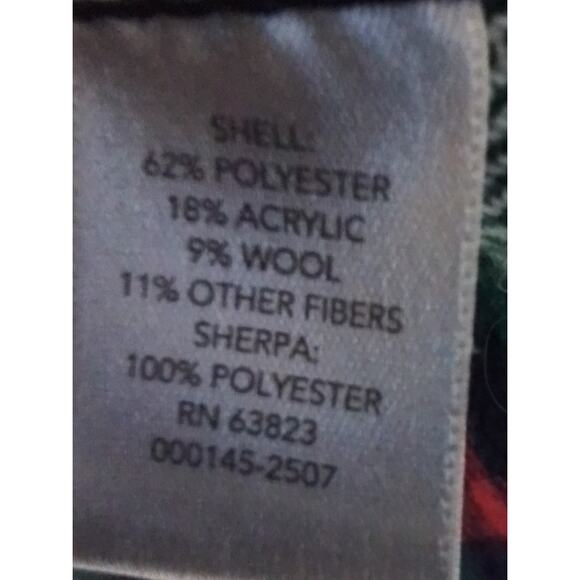 SHELL:
62% POLYESTER
18% ACRYLIC
9% WOOL
11% OTHER FIBERS
SHERPA:
100% POLYESTER
RN 63823
000145-2507